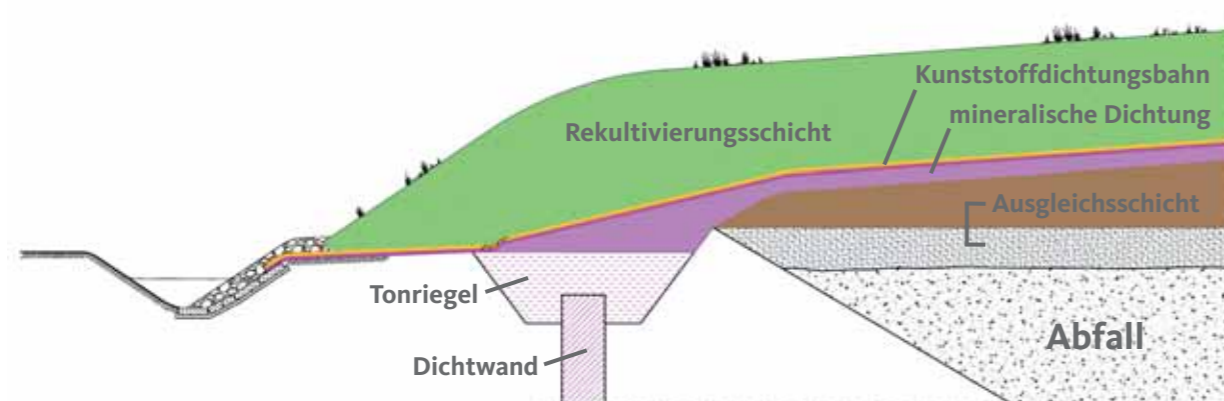 Kunststoffdichtungsbahn
mineralische Dichtung
Rekultivierungsschicht
Ausgleichsschicht
Tonriegel
Abfall
Dichtwand